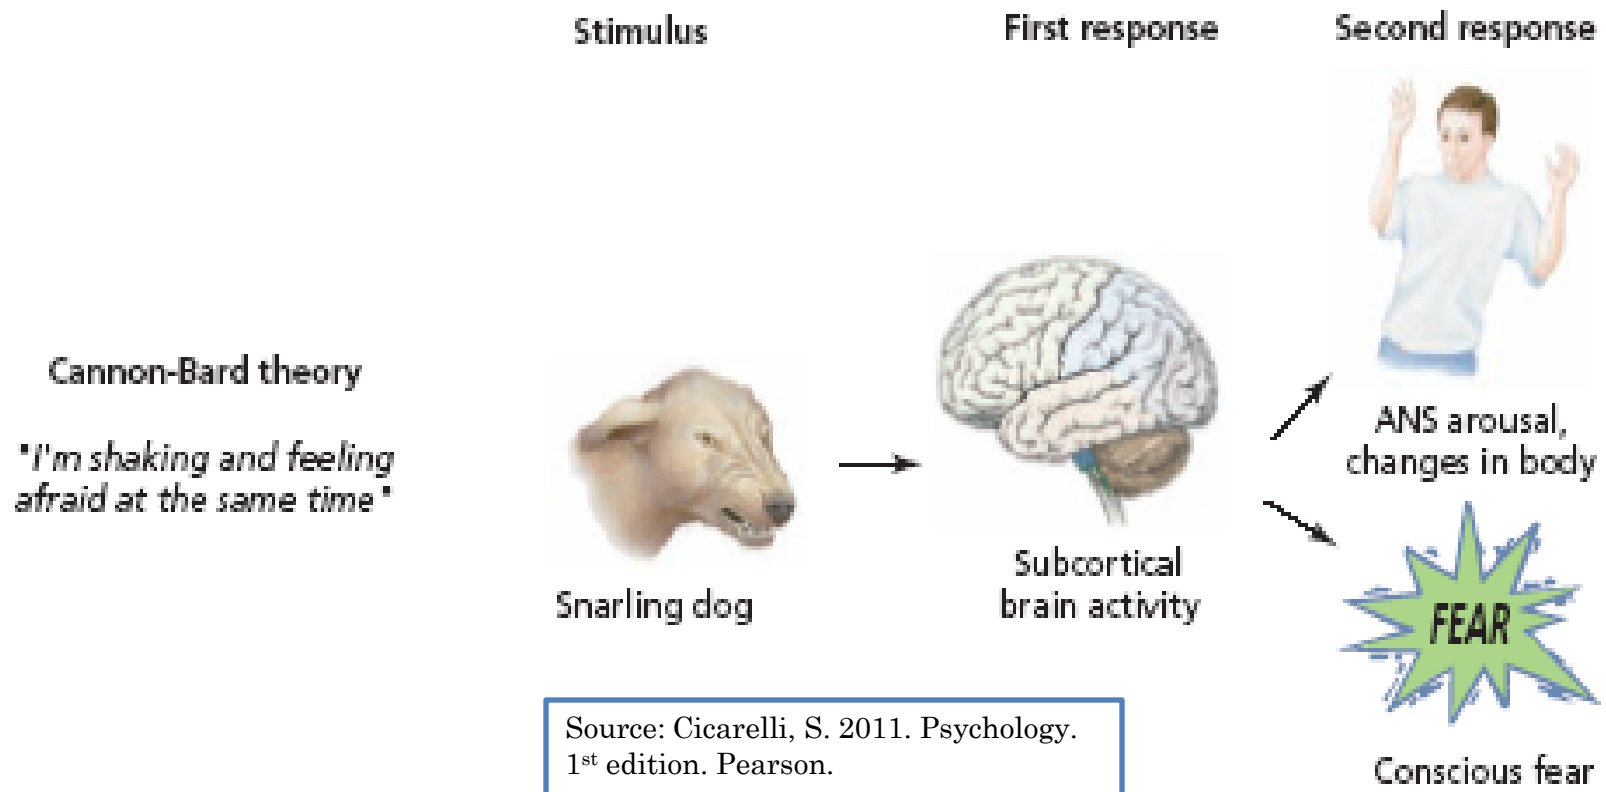 Stimulus
First response
Second response
Cannon-Bard theory
"I'm shaking and feeling
afraid at the same time"
Snarling dog
Subcortical
brain activity
ANS arousal,
changes in body
FEAR
Conscious fear
Source: Cicarelli, S. 2011. Psychology.
1st edition. Pearson.